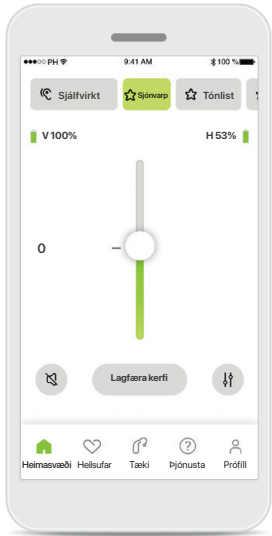 ●●●○○ PH 9:41 AM 100 %
Sjálfvirkt Sjónvarp Tónlist
V 100% H 53%
0
Lagfæra kerfi
Heimasvæði Heilsufar Tæki Þjónusta Prófíll